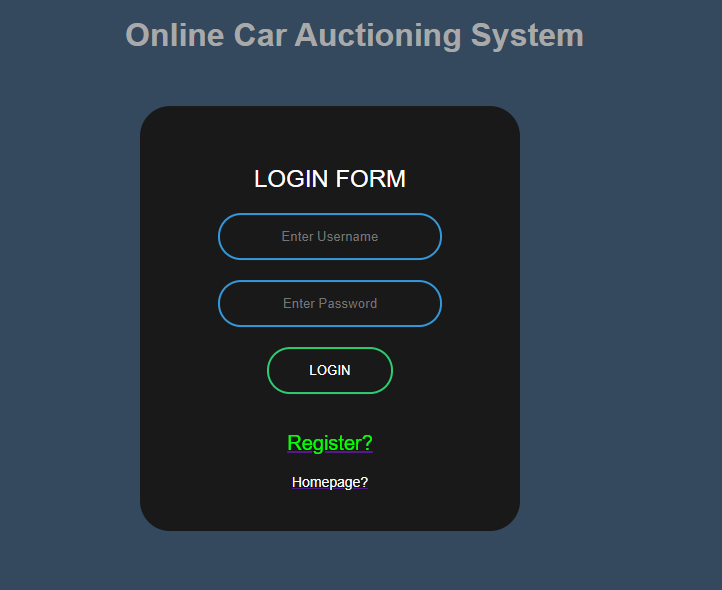 Online Car Auctioning System
LOGIN FORM
Enter Username
Enter Password
LOGIN
Register?
Homepage?